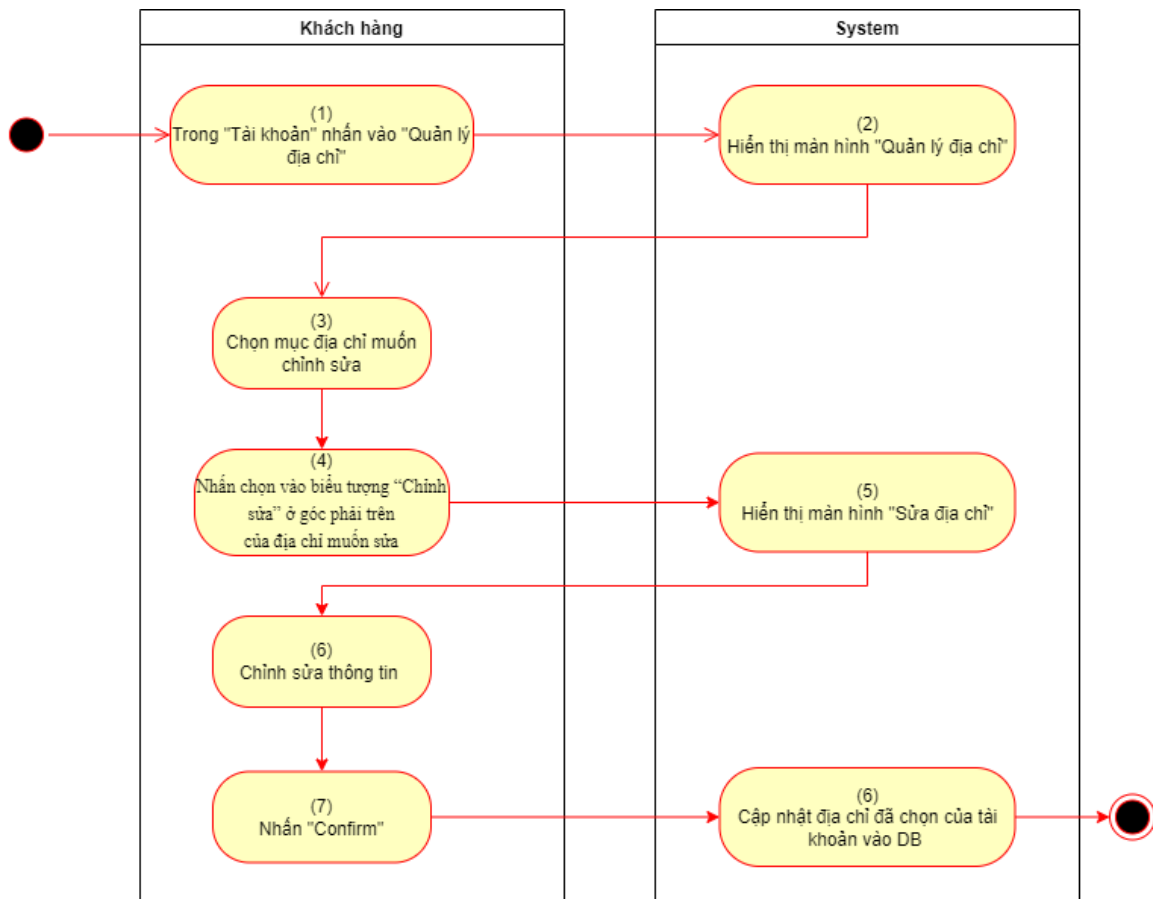 Khách hàng
System
(1)
Trong "Tài khoản" nhấn vào "Quản lý
địa chỉ"
(2)
Hiển thị màn hình "Quản lý địa chỉ"
(3)
Chọn mục địa chỉ muốn
chỉnh sửa
(4)
Nhấn chọn vào biểu tượng “Chỉnh
sửa” ở góc phải trên
của địa chỉ muốn sửa
(5)
Hiển thị màn hình "Sửa địa chỉ"
(6)
Chỉnh sửa thông tin
(7)
Nhấn "Confirm"
(6)
Cập nhật địa chỉ đã chọn của tài
khoản vào DB